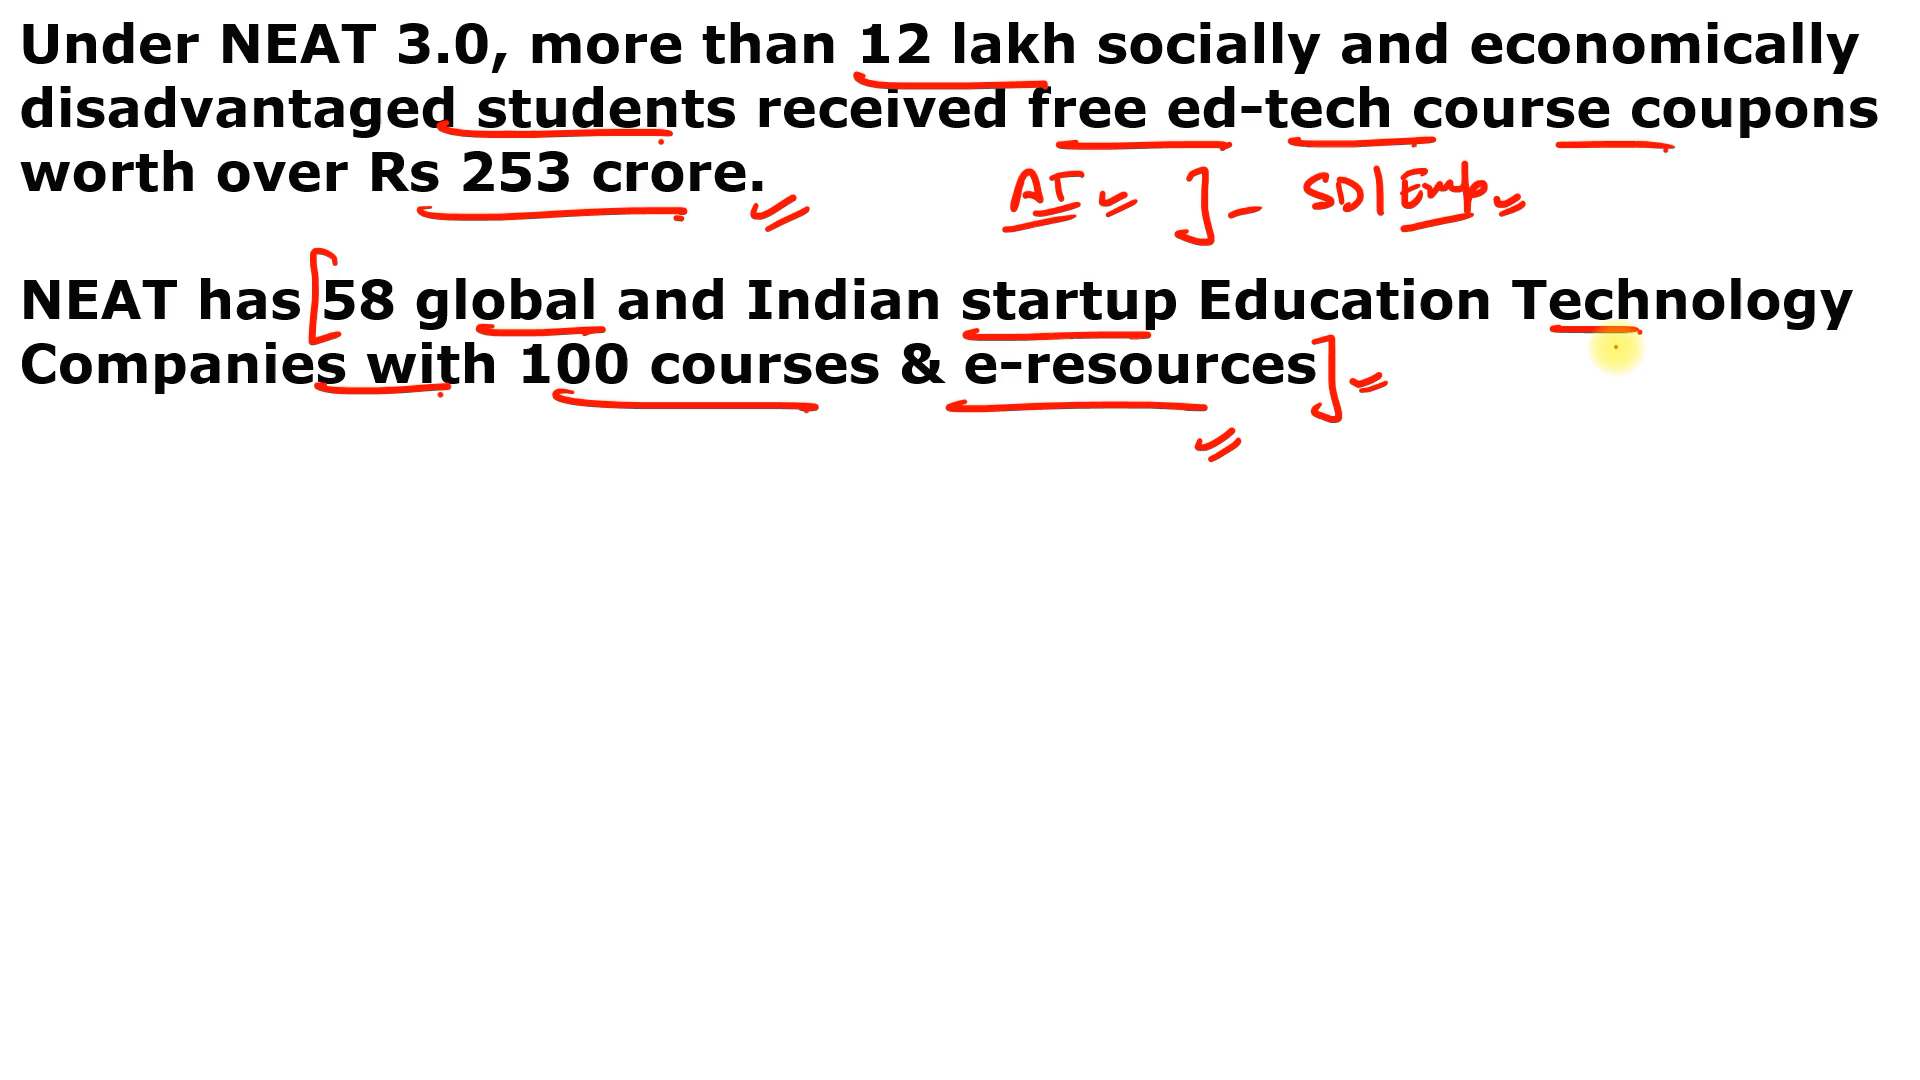 Under NEAT 3.0, more than 12 lakh socially and economically
disadvantaged students received free ed-tech course coupons
worth over Rs 253 crore.
AT ] - SD| Emp
NEAT has [58 global and Indian startup Education Technology
Companies with 100 courses & e-resources]